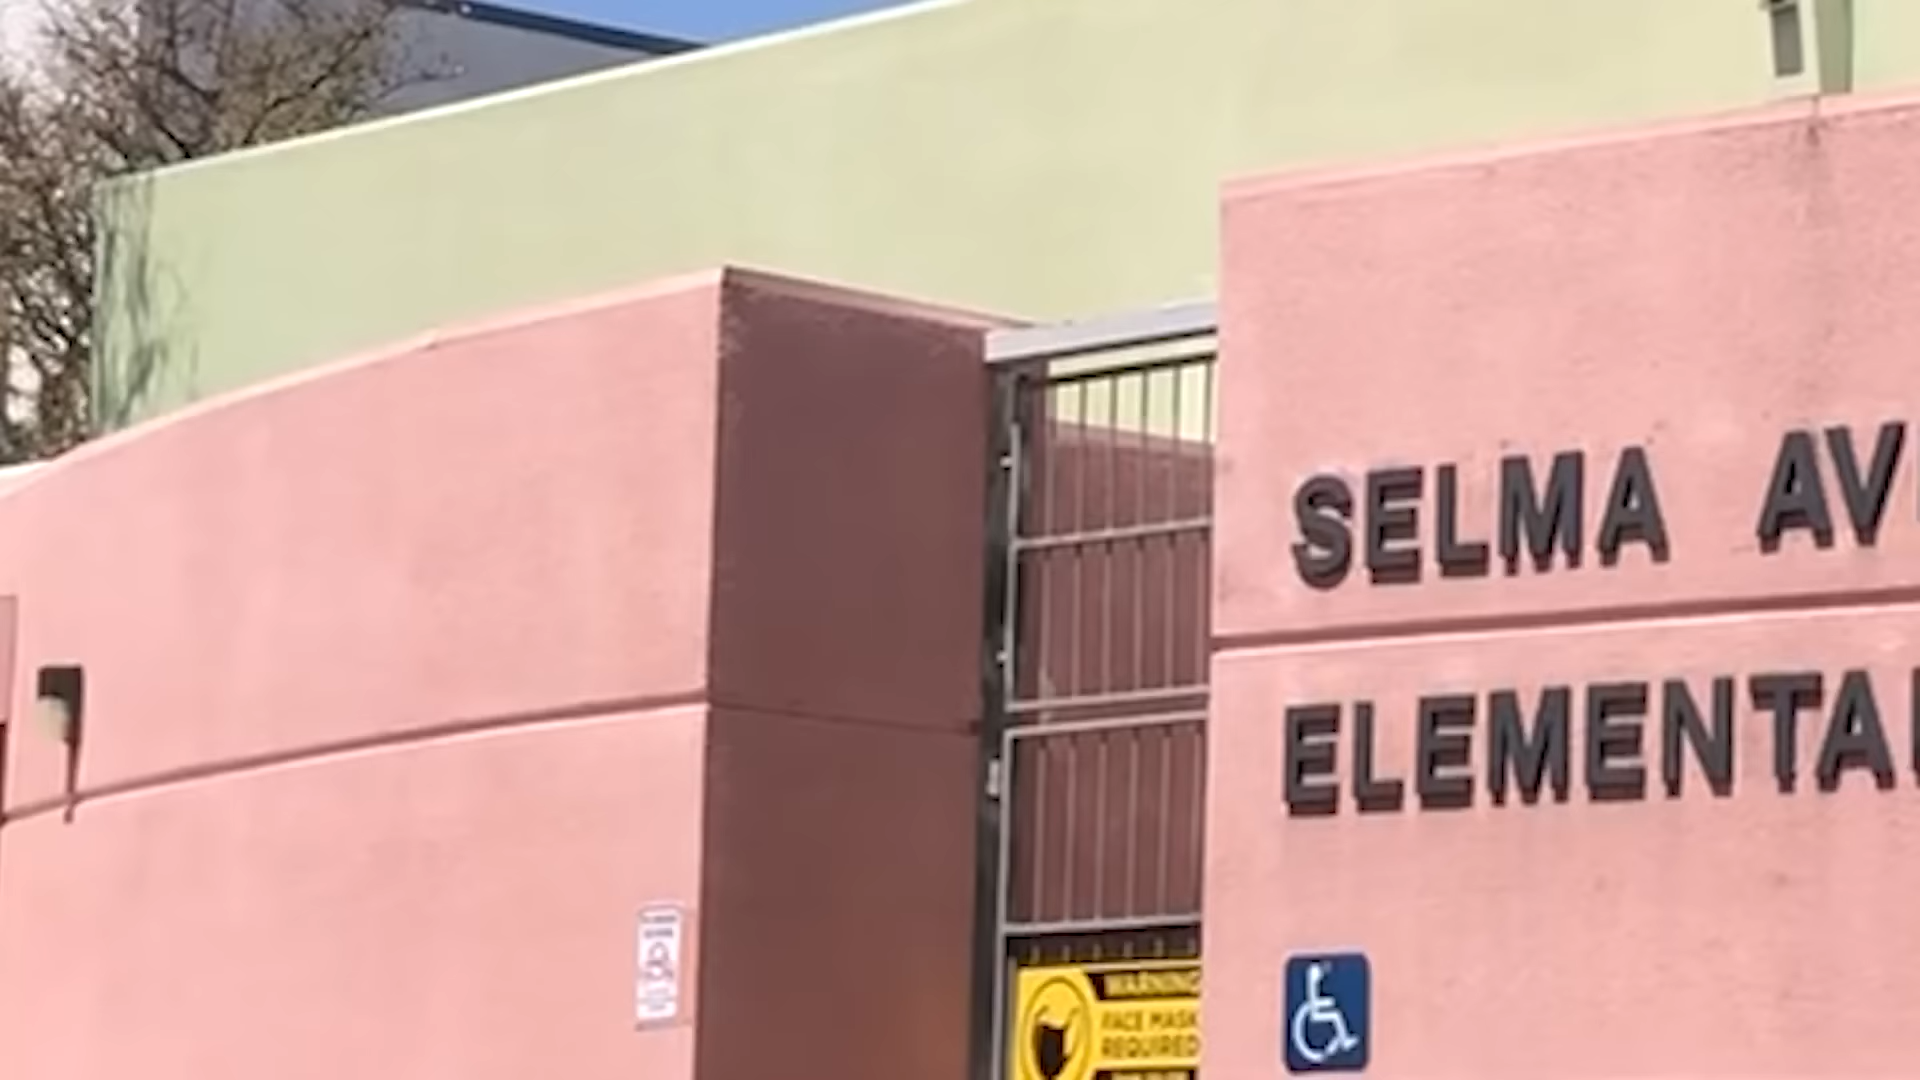 SELMA AV
ELEMENTA
WARNING
FACE MASK
REQUIRED